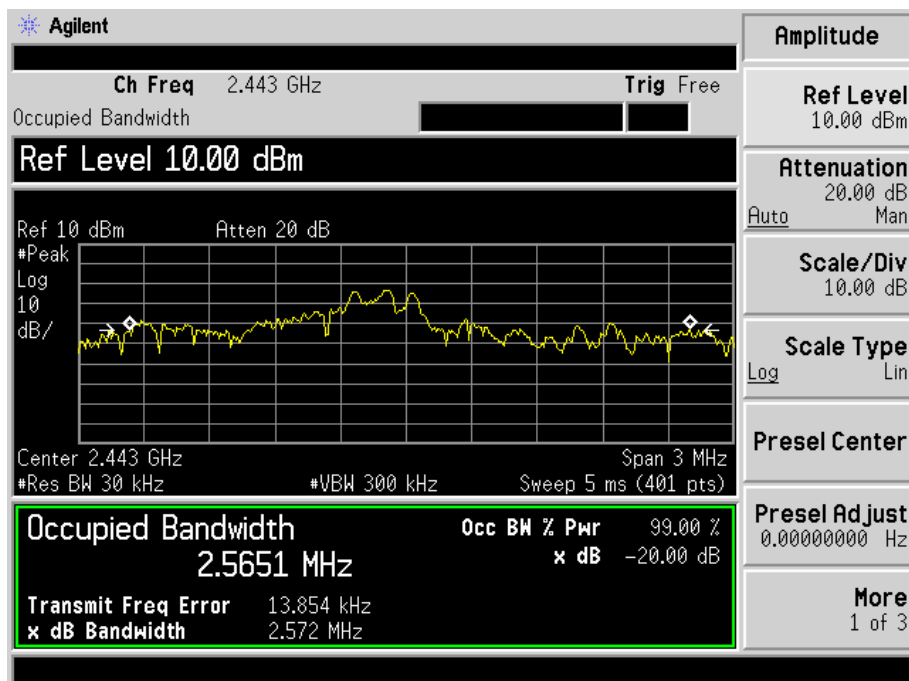 Agilent
Ch Freq 2.443 GHz Trig Free
Occupied Bandwidth
Ref Level 10.00 dBm
Ref 10 dBm Atten 20 dB
#Peak
Log
10
dB/
Center 2.443 GHz Span 3 MHz
#Res BW 30 kHz #VBW 300 kHz Sweep 5 ms (401 pts)
Occupied Bandwidth Occ BW % Pwr 99.00 %
2.5651 MHz x dB -20.00 dB
Transmit Freq Error 13.854 kHz
x dB Bandwidth 2.572 MHz
Amplitude
Ref Level
10.00 dBm
Attenuation
20.00 dB
Auto Man
Scale/Div
10.00 dB
Scale Type
Log Lin
Presel Center
Presel Adjust
0.00000000 Hz
More
1 of 3